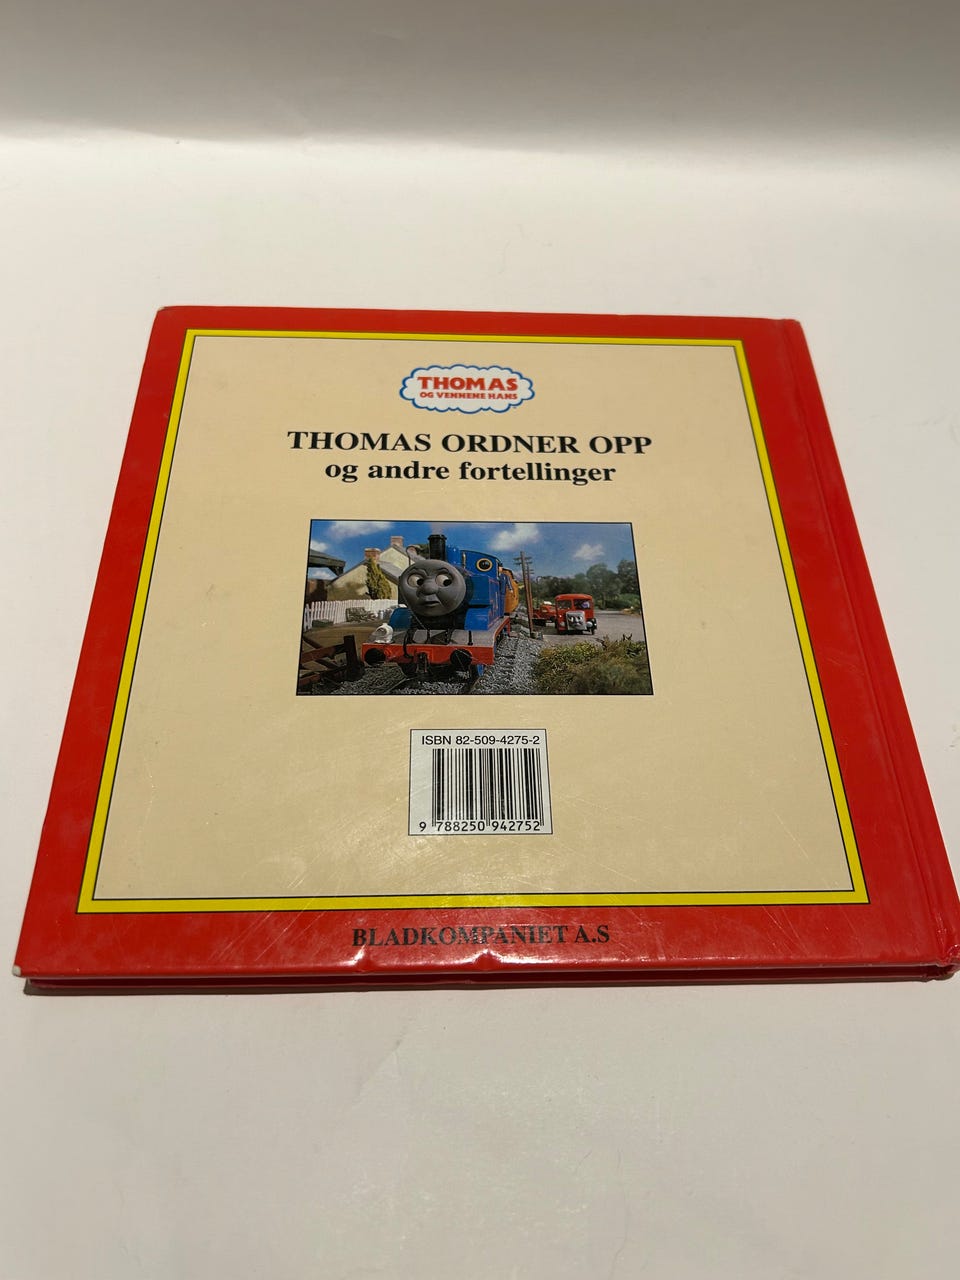 THOMAS
OG VENNENE HANS
THOMAS ORDNER OPP
og andre fortellinger
ISBN 82-509-4275-2
9 788250 942752
BLADKOMPANIET A.S